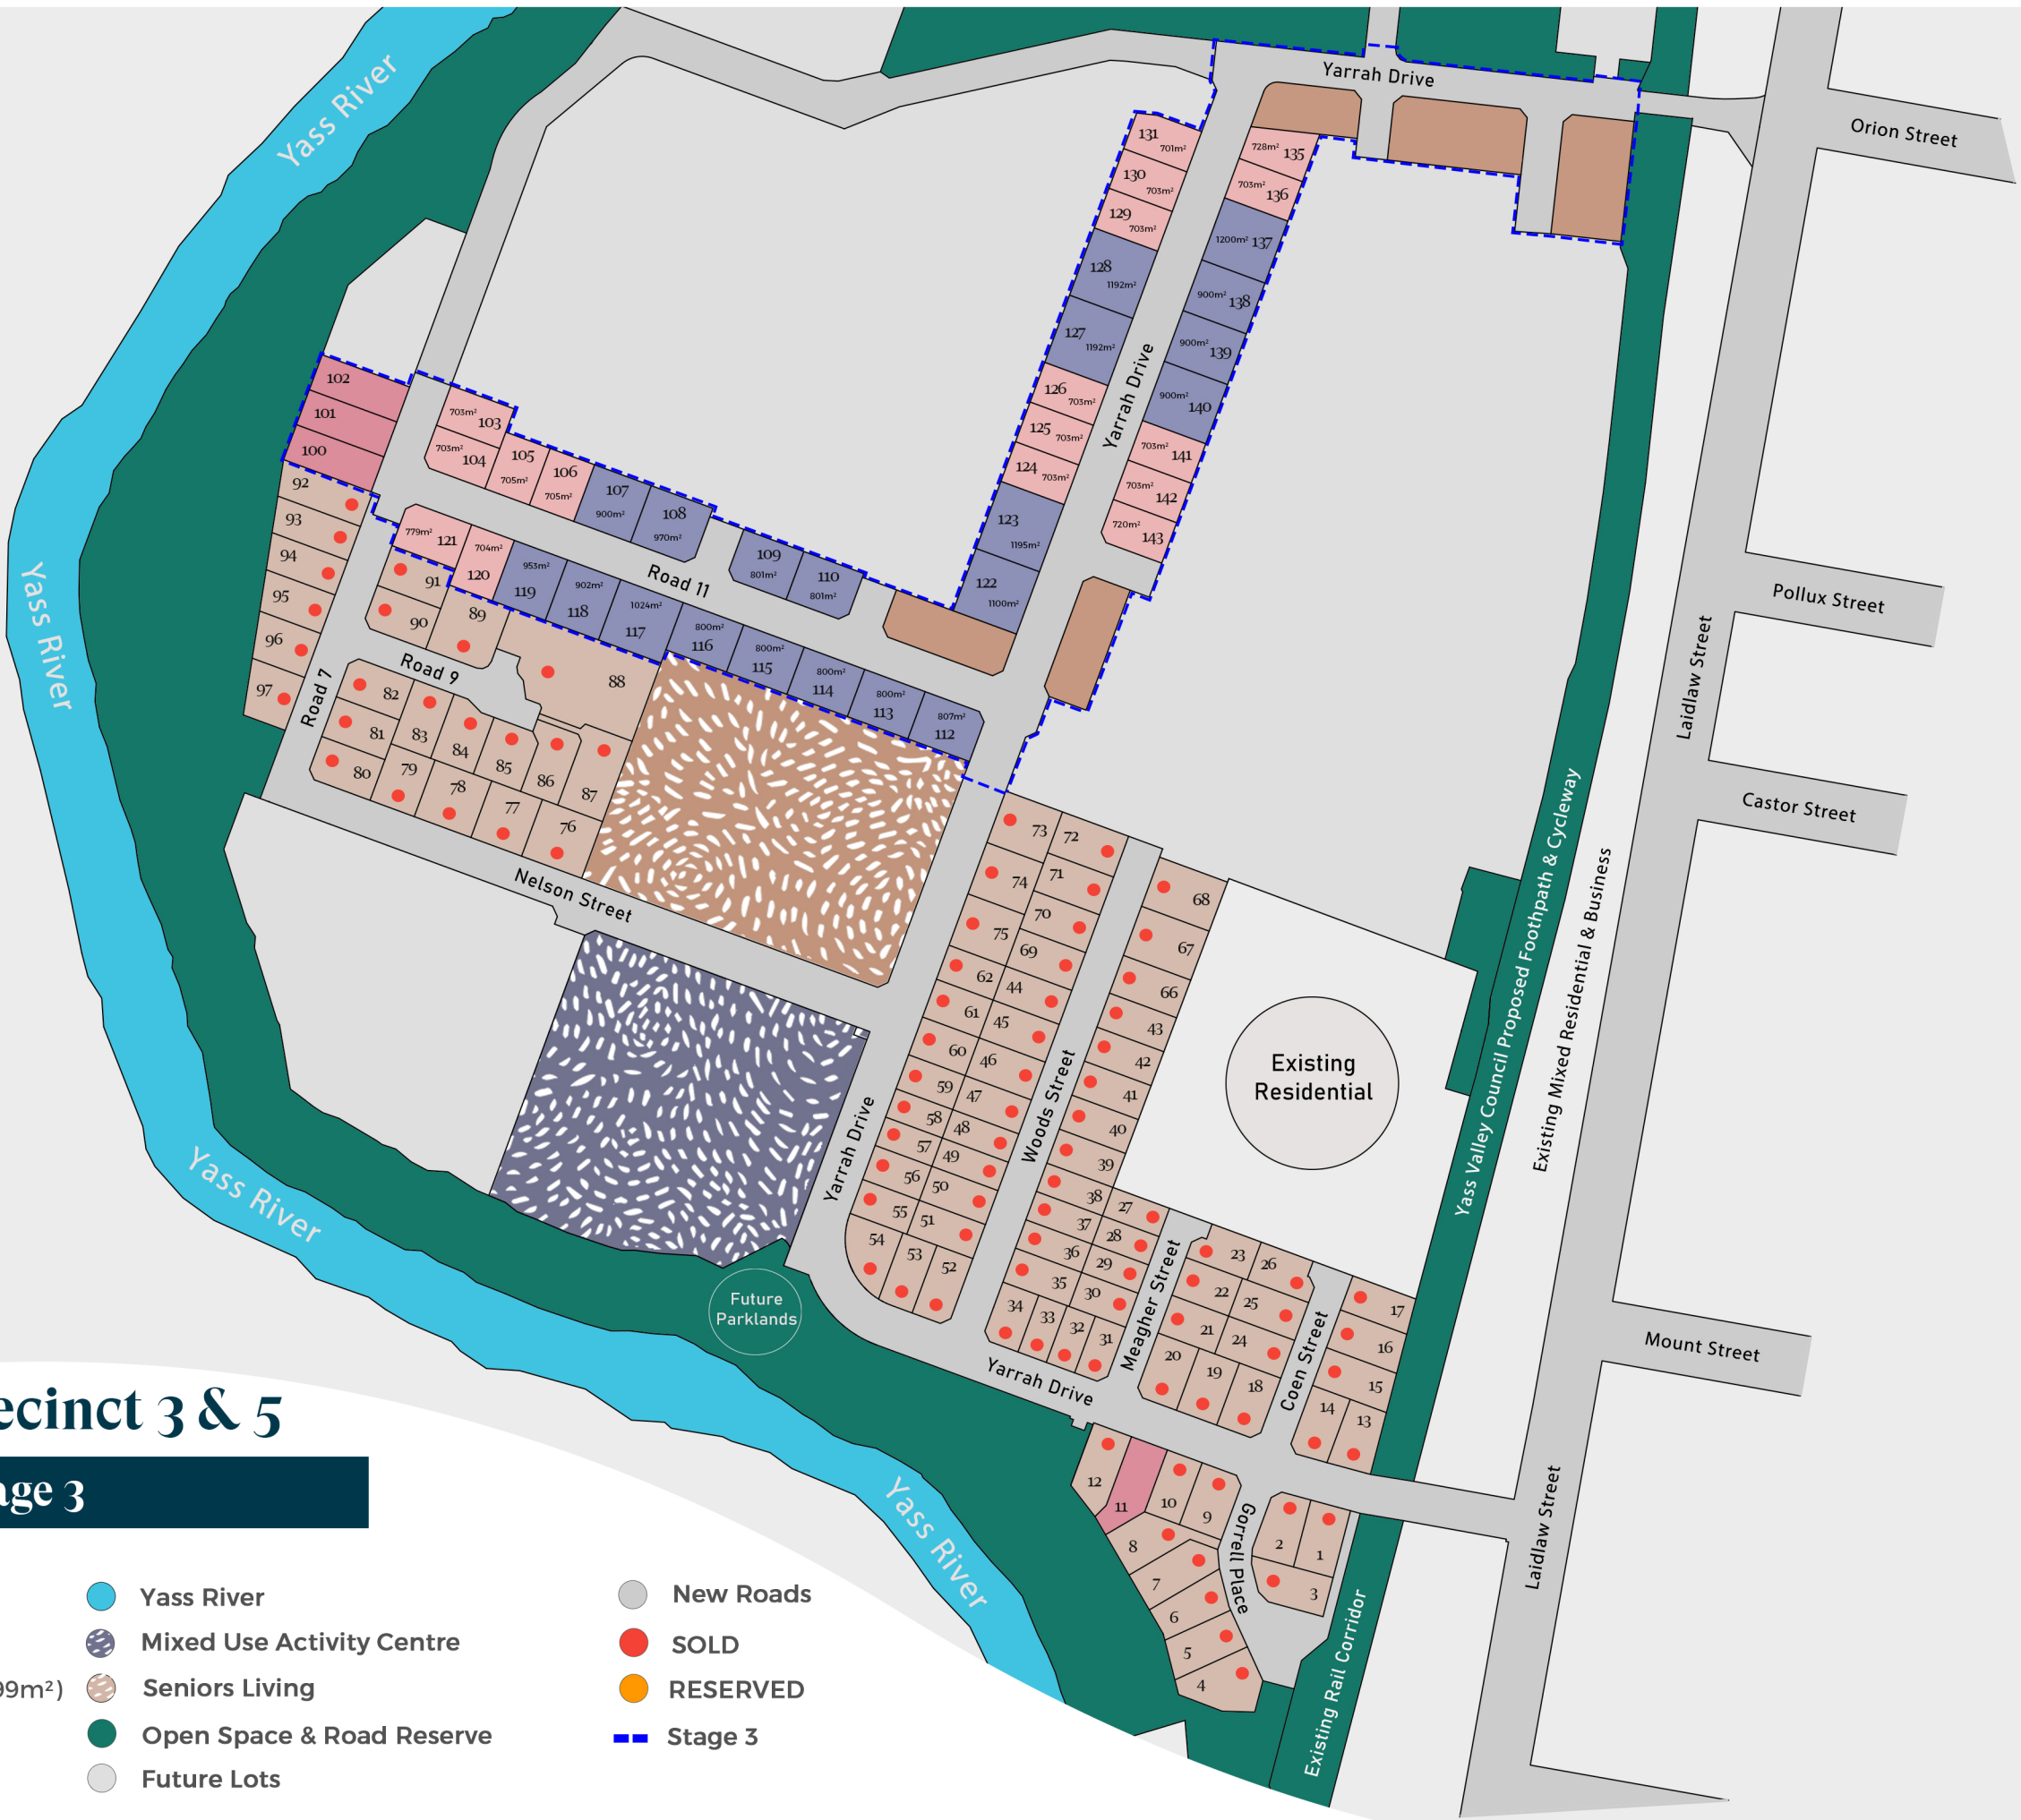 Yass River
Yarrah Drive
Orion Street
131
701m²
130
703m²
129
703m²
128
1192m²
127
1192m²
126
703m²
125
703m²
124
703m²
123
1195m²
122
1100m²
728m² 135
703m² 136
1200m² 137
900m² 138
900m² 139
900m² 140
703m² 141
703m² 142
720m² 143
Yarrah Drive
102
101
100
703m² 103
703m² 104
105
705m²
106
705m²
107
900m²
108
970m²
109
801m²
110
801m²
Road 11
779m² 121
704m²
120
953m²
119
902m²
118
1024m²
117
800m²
116
800m²
115
800m²
114
800m²
113
807m²
112
92
93
94
95
96
97
91
90
89
88
Road 9
Road 7
82
81
80
83
84
85
86
87
79
78
77
76
Nelson Street
Yass River
Pollux Street
Laidlaw Street
Castor Street
Yass Valley Council Proposed Foothpath & Cycleway
Existing Mixed Residential & Business
73
72
74
71
75
70
69
62
44
61
45
60
46
59
47
58
48
57
49
56
50
55
51
54
53
52
Yarrah Drive
Woods Street
68
67
66
43
42
41
40
39
38
37
36
35
34
33
32
31
27
28
29
30
Existing
Residential
Meagher Street
23
26
22
25
21
24
20
19
18
Coen Street
17
16
15
14
13
Mount Street
Yass River
Future
Parklands
Yarrah Drive
12
11
10
9
8
7
6
5
4
Gorrell Place
2
1
3
Laidlaw Street
Existing Rail Corridor
Yass River
ecinct 3 & 5
age 3
Yass River
Mixed Use Activity Centre
99m²)
Seniors Living
Open Space & Road Reserve
Future Lots
New Roads
SOLD
RESERVED
Stage 3